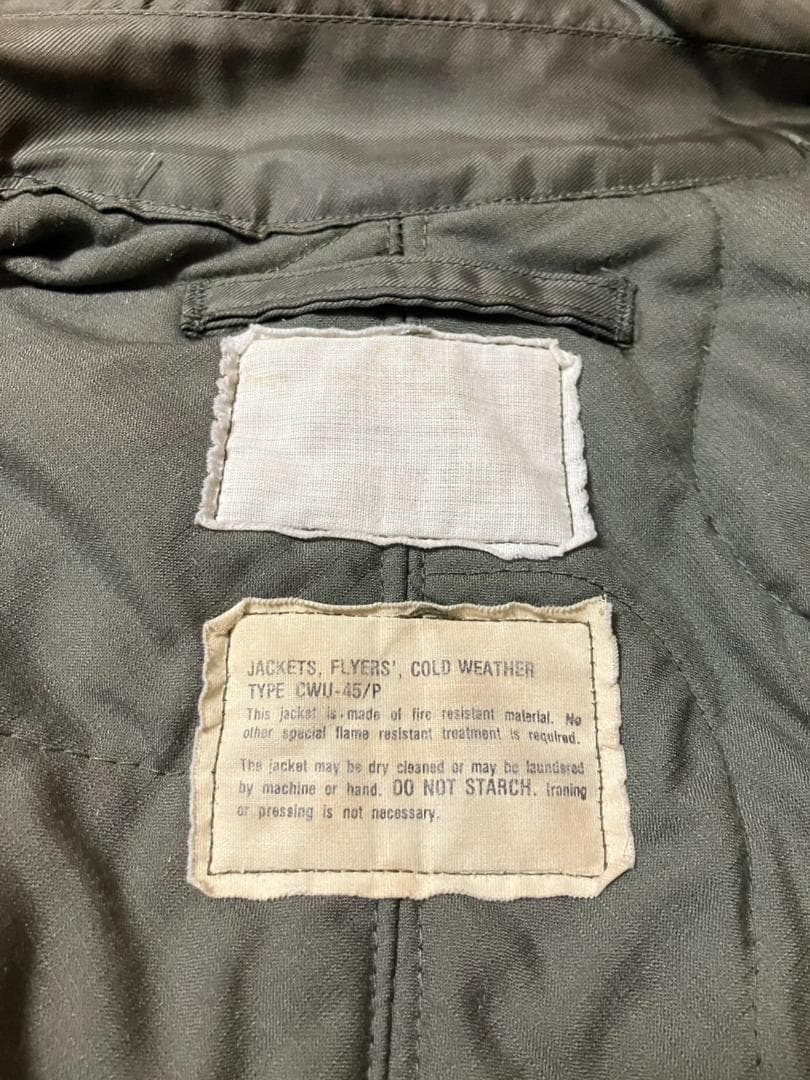 JACKETS, FLYERS', COLD WEATHER
TYPE CWU-45/P
This jacket is made of fire resistant material. No
other special flame resistant treatment is required.
The jacket may be dry cleaned or may be laundered
by machine or hand. DO NOT STARCH. Ironing
or pressing is not necessary.